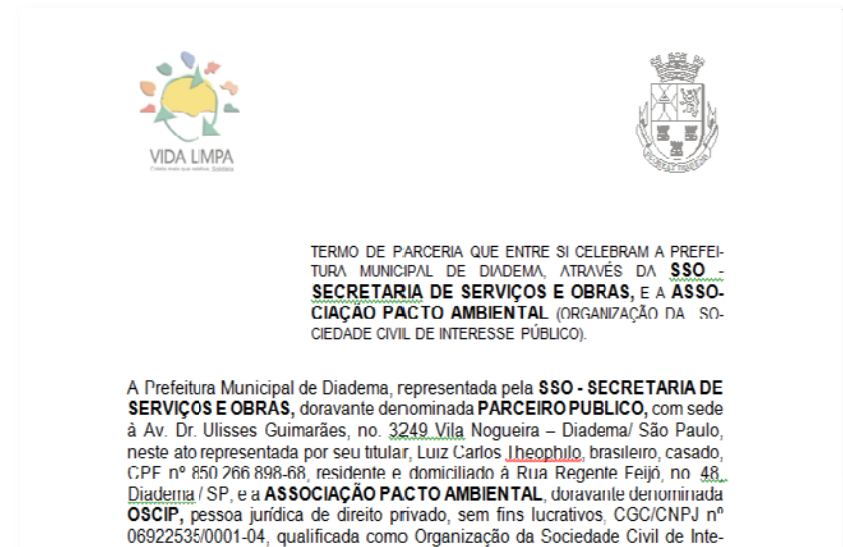 VIDA LIMPA
TERMO DE PARCERIA QUE ENTRE SI CELEBRAM A PREFEI-
TURA MUNICIPAL DE DIADEMA, ATRAVÉS DA SSO -
SECRETARIA DE SERVIÇOS E OBRAS, E A ASSO-
CIAÇÃO PACTO AMBIENTAL (ORGANIZAÇÃO DA SO-
CIEDADE CIVIL DE INTERESSE PÚBLICO).
A Prefeitura Municipal de Diadema, representada pela SSO - SECRETARIA DE
SERVIÇOS E OBRAS, doravante denominada PARCEIRO PUBLICO, com sede
à Av. Dr. Ulisses Guimarães, no. 3249 Vila Nogueira – Diadema/ São Paulo,
neste ato representada por seu titular, Luiz Carlos Theophilo, brasileiro, casado,
CPF nº 850 266 898-68, residente e domiciliado à Rua Regente Feijó, no 48,
Diadema / SP, e a ASSOCIAÇÃO PACTO AMBIENTAL, doravante denominada
OSCIP, pessoa jurídica de direito privado, sem fins lucrativos, CGC/CNPJ nº
06922535/0001-04, qualificada como Organização da Sociedade Civil de Inte-